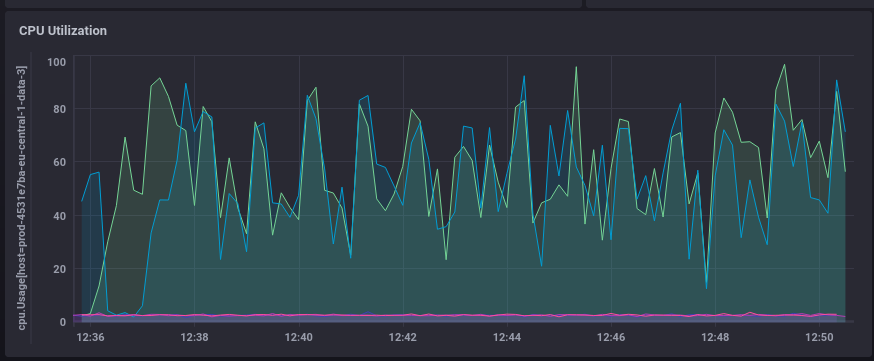 CPU Utilization
cpu.Usage[host=prod-4531e7ba-eu-central-1-data-3]
100
80
60
40
20
0
12:36 12:38 12:40 12:42 12:44 12:46 12:48 12:50